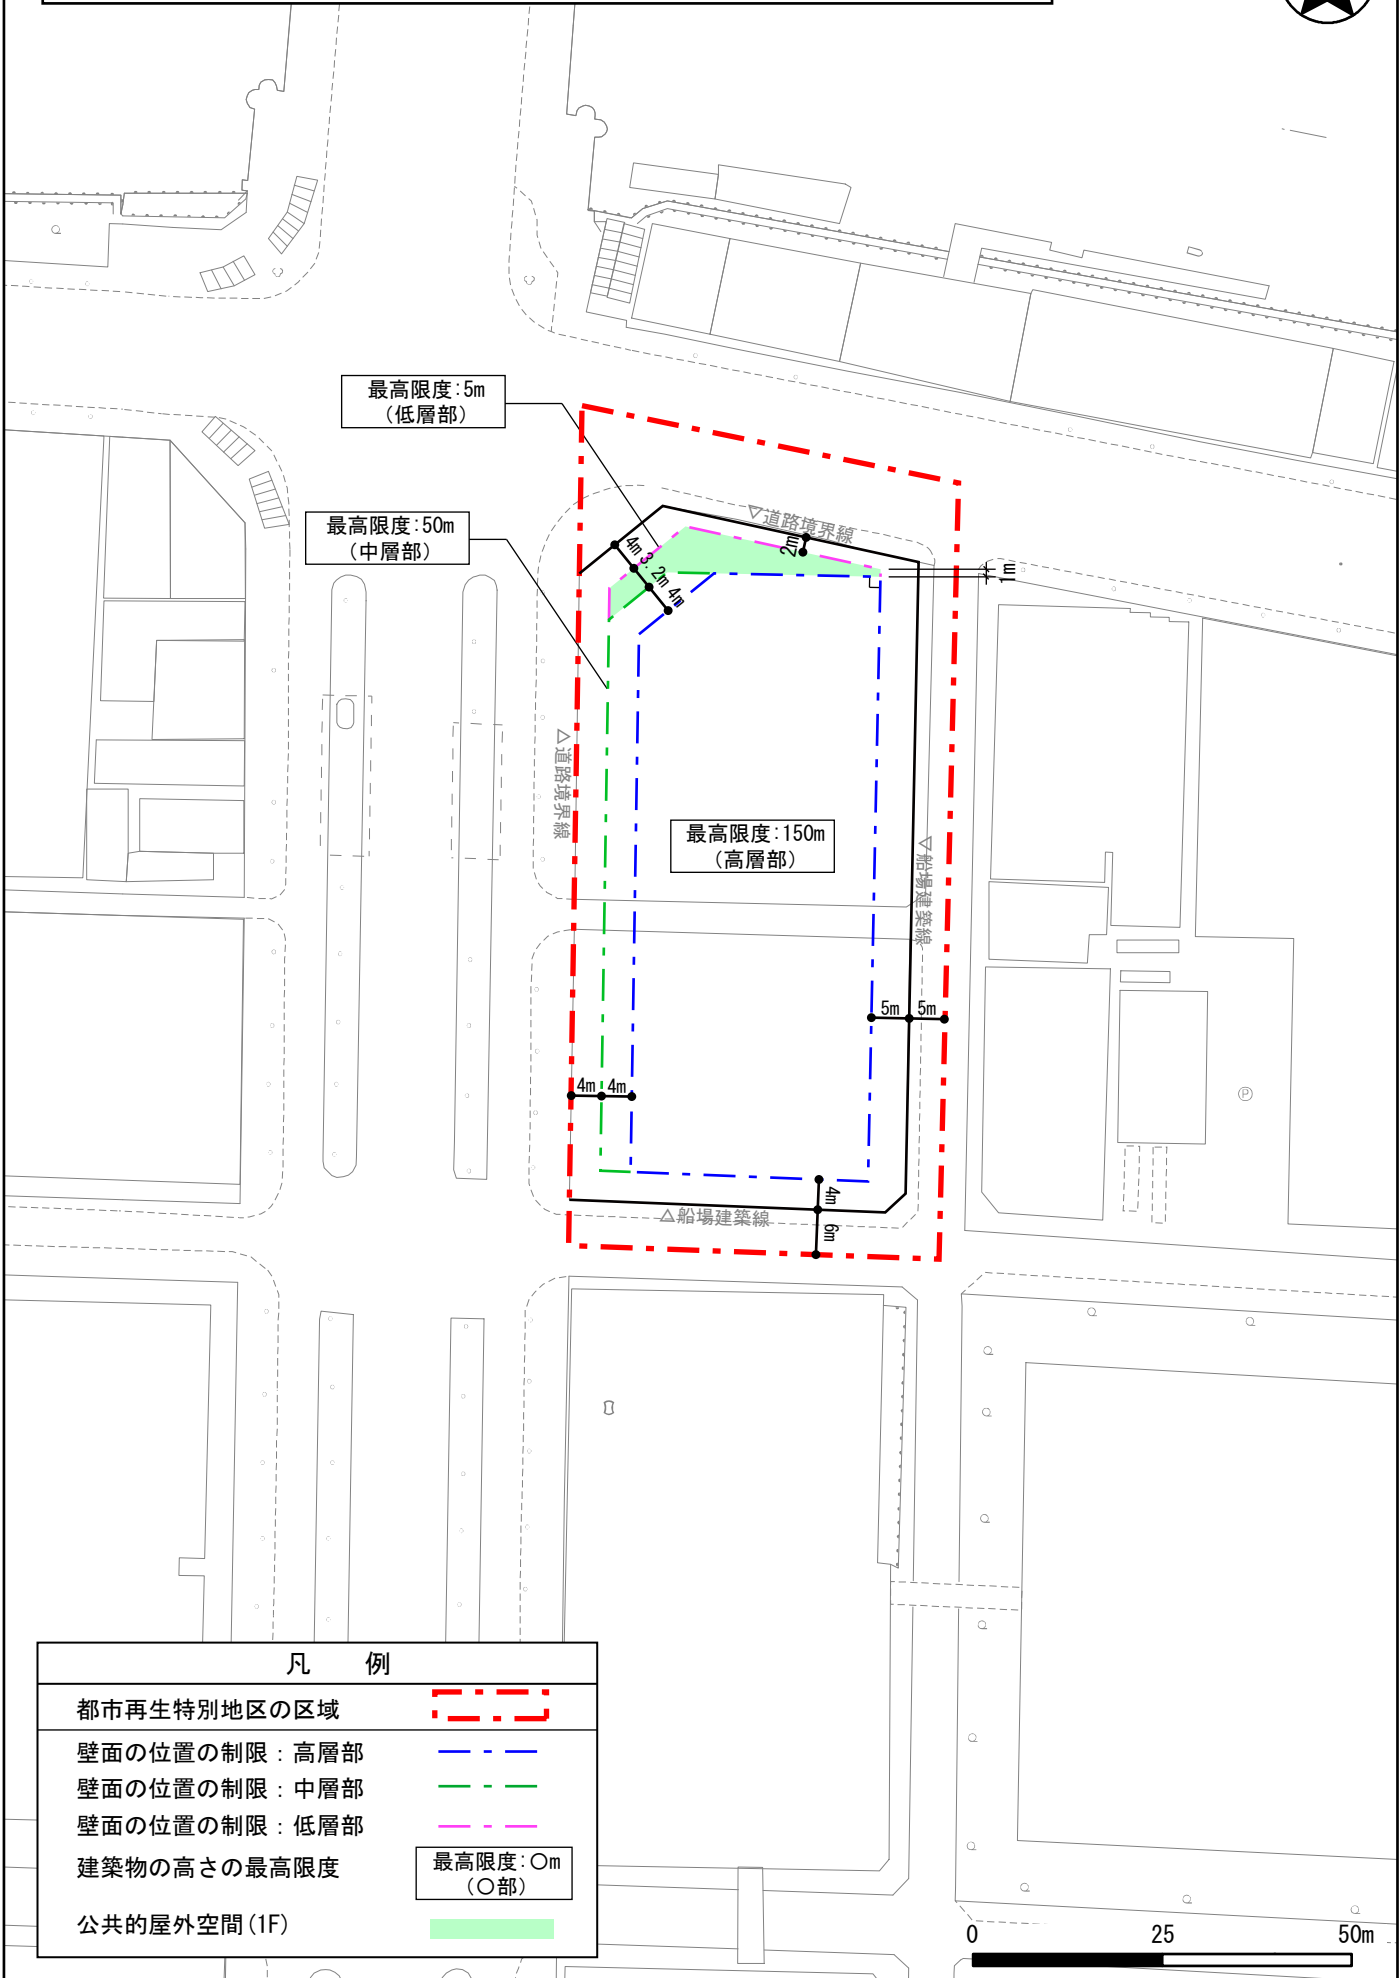 最高限度:5m
(低層部)
最高限度:50m
(中層部)
▽道路境界線
2m
4m
3.2m
4m
1m
△道路境界線
最高限度:150m
(高層部)
△船場建築線
5m
5m
4m
4m
4m
6m
△船場建築線
P
凡 例
都市再生特別地区の区域
壁面の位置の制限：高層部
壁面の位置の制限：中層部
壁面の位置の制限：低層部
建築物の高さの最高限度
最高限度:〇m
(〇部)
公共的屋外空間(1F)
0 25 50m